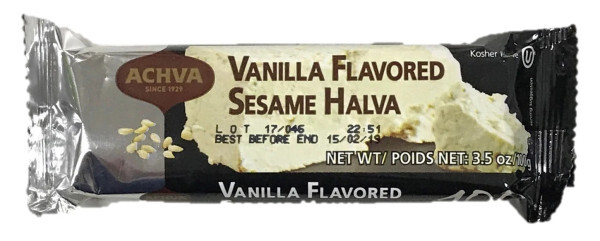 ACHVA
SINCE 1929
VANILLA FLAVORED
SESAME HALVA
LOT 17/046 22:51
BEST BEFORE END 15/02/19
NET WT/ POIDS NET: 3.5 oz/100g
Kosher
U
VANILLA FLAVORED